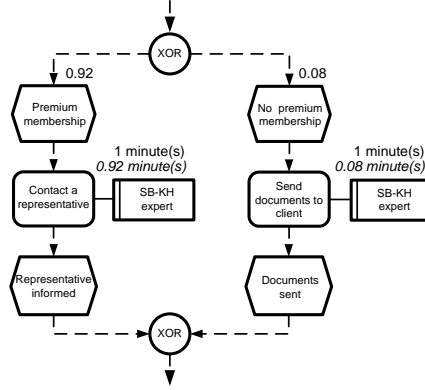 XOR
0.92
0.08
Premium
membership
No premium
membership
1 minute(s)
0.92 minute(s)
1 minute(s)
0.08 minute(s)
Contact a
representative
SB-KH
expert
Send
documents to
client
SB-KH
expert
Representative
informed
Documents
sent
XOR